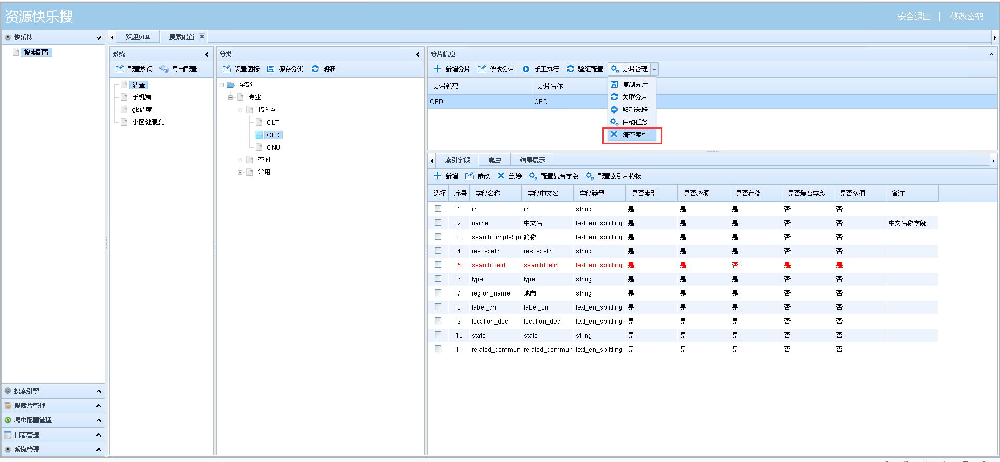 资源快乐搜
安全退出 | 修改密码
快乐搜
欢迎页面 搜索配置
搜索配置
系统
配置热词 导出配置
清查
手机端
gis调度
小区健康度
分类
设置图标 保存分类 明细
全部
专业
接入网
OLT
OBD
ONU
空间
常用
分片信息
新增分片 修改分片 手工执行 验证配置 分片管理
分片编码 分片名称
OBD OBD
复制分片
关联分片
取消关联
自动任务
清空索引
索引字段 爬虫 结果展示
新增 修改 删除 配置复合字段 配置索引片模板
选择 序号 字段名称 字段中文名 字段类型 是否索引 是否必须 是否存储 是否复合字段 是否多值 备注
1 id id string 是 是 是 否 否
2 name 中文名 text_en_splitting 是 是 是 否 否 中文名称字段
3 searchSimpleSpe 简称 text_en_splitting 是 是 是 否 否
4 resTypeId resTypeId string 是 是 是 否 否
5 searchField searchField text_en_splitting 是 是 否 是 是
6 type type string 是 是 是 否 否
7 region_name 地市 string 是 是 是 否 否
8 label_cn label_cn text_en_splitting 是 是 是 否 否
9 location_dec location_dec text_en_splitting 是 是 是 否 否
10 state state string 是 是 是 否 否
11 related_commun related_commun text_en_splitting 是 是 是 否 否
搜索引擎
搜索片管理
爬虫配置管理
日志管理
系统管理